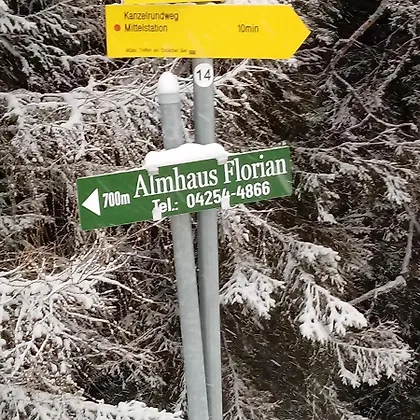 Kanzelrundweg
Mittelstation 10min
14
700m Almhaus Florian
Tel.: 04254-4866